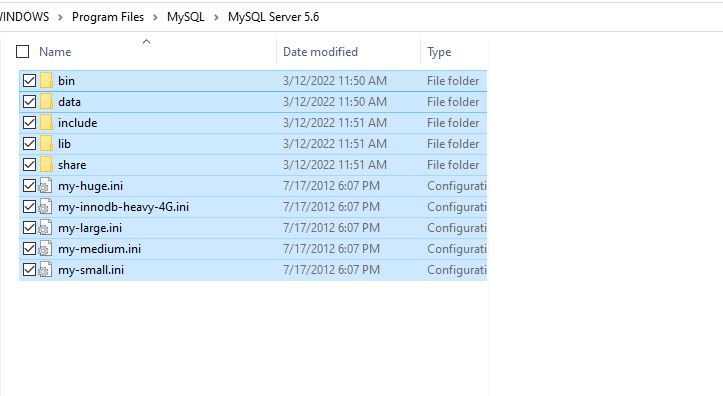 WINDOWS > Program Files > MySQL > MySQL Server 5.6
Name Date modified Type
bin 3/12/2022 11:50 AM File folder
data 3/12/2022 11:50 AM File folder
include 3/12/2022 11:51 AM File folder
lib 3/12/2022 11:51 AM File folder
share 3/12/2022 11:51 AM File folder
my-huge.ini 7/17/2012 6:07 PM Configurati
my-innodb-heavy-4G.ini 7/17/2012 6:07 PM Configurati
my-large.ini 7/17/2012 6:07 PM Configurati
my-medium.ini 7/17/2012 6:07 PM Configurati
my-small.ini 7/17/2012 6:07 PM Configurati